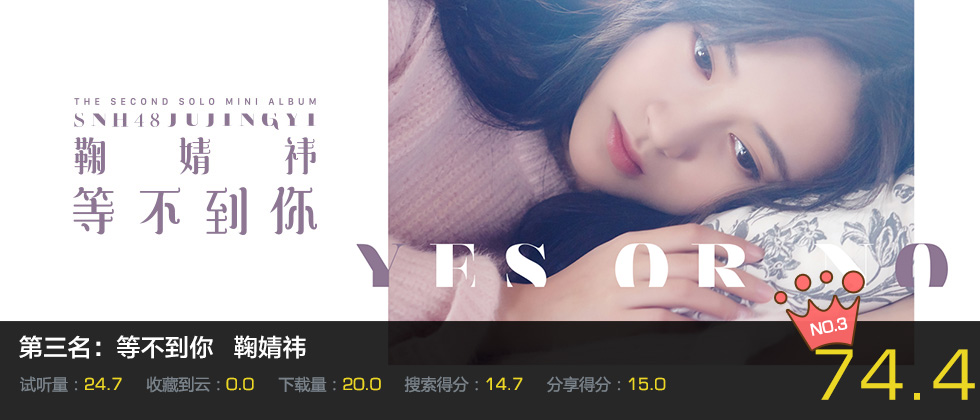 THE SECOND SOLO MINI ALBUM
SNH48 JUJINGYI
鞠婧祎
等不到你
YES OR NO
NO.3
第三名：等不到你 鞠婧祎
试听量：24.7 收藏到云：0.0 下载量：20.0 搜索得分：14.7 分享得分：15.0
74.4